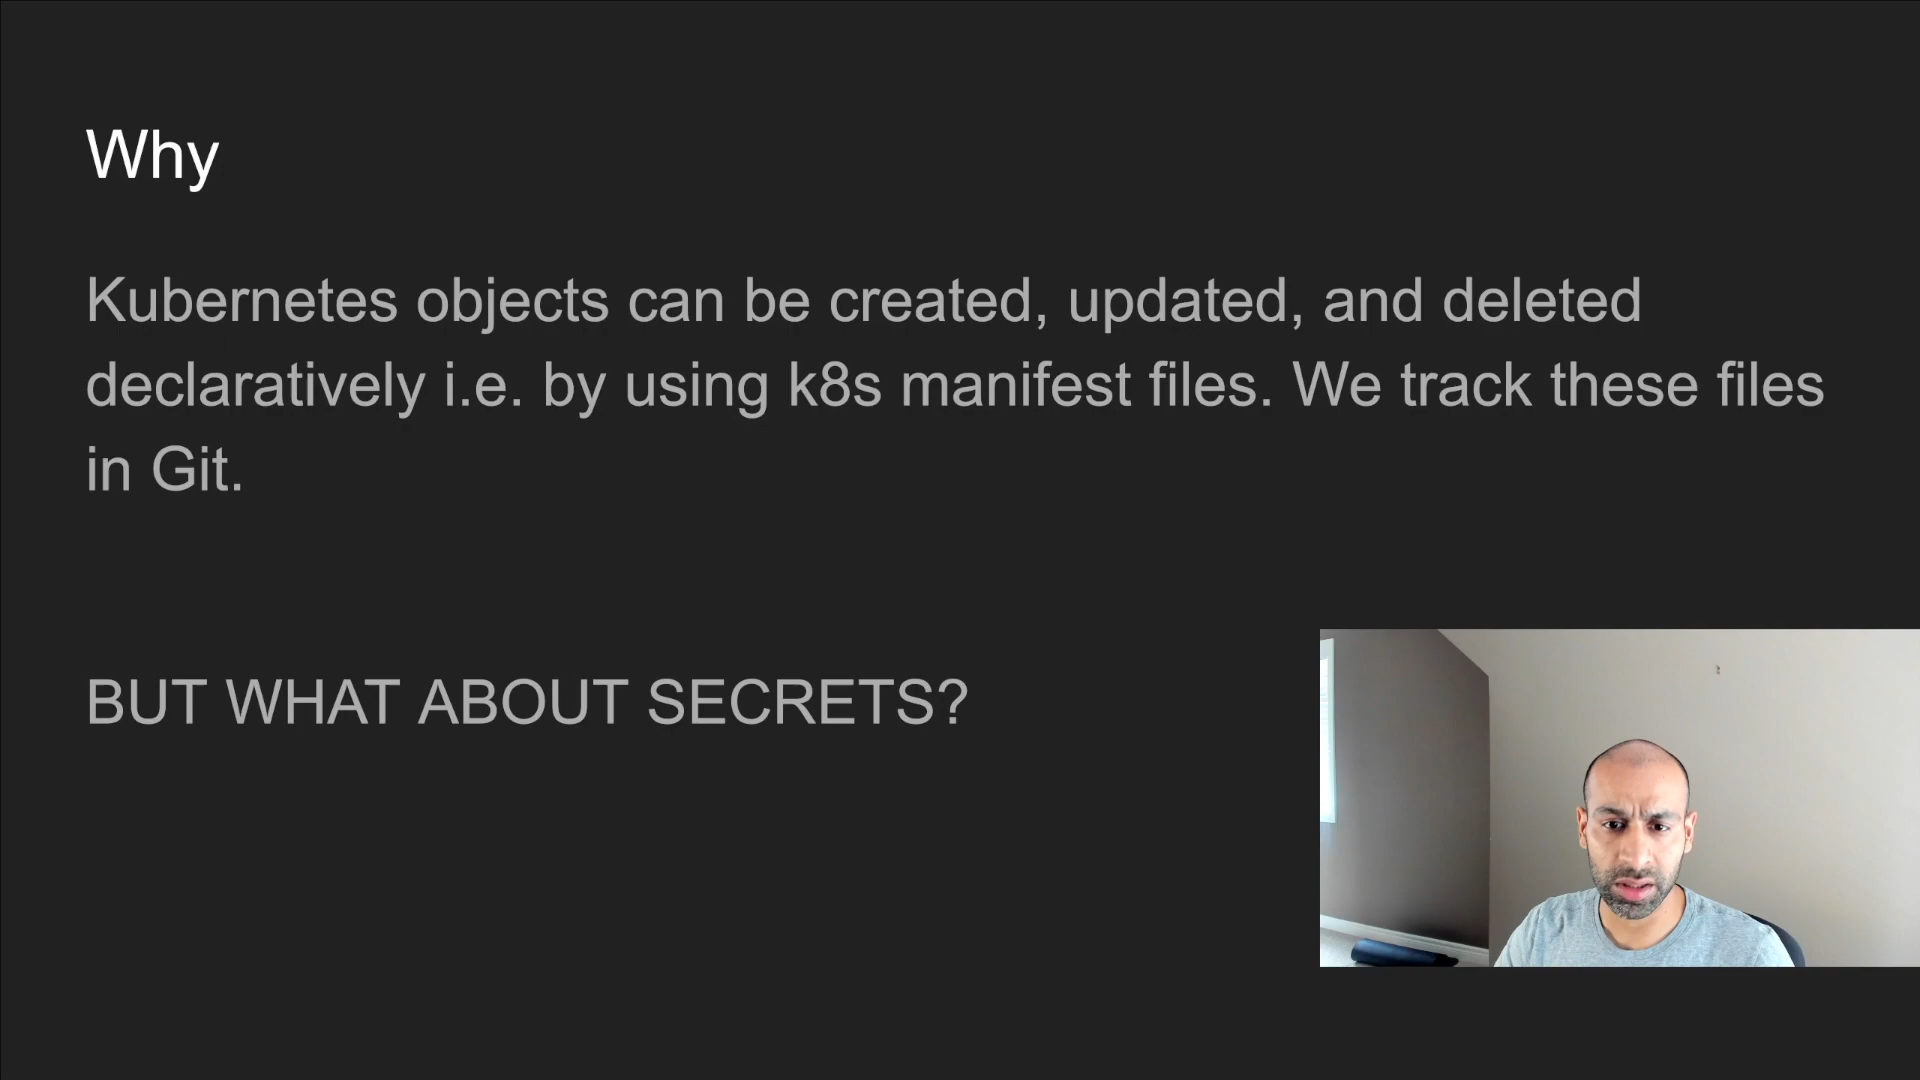 Why
Kubernetes objects can be created, updated, and deleted
declaratively i.e. by using k8s manifest files. We track these files
in Git.
BUT WHAT ABOUT SECRETS?